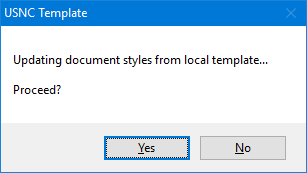 USNC Template
Updating document styles from local template...
Proceed?
Yes
No